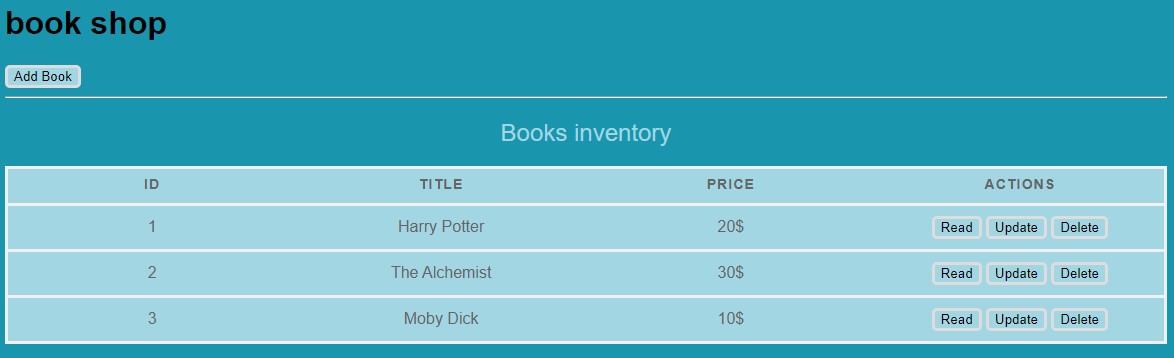 book shop
Add Book
Books inventory
ID TITLE PRICE ACTIONS
1 Harry Potter 20$ Read Update Delete
2 The Alchemist 30$ Read Update Delete
3 Moby Dick 10$ Read Update Delete